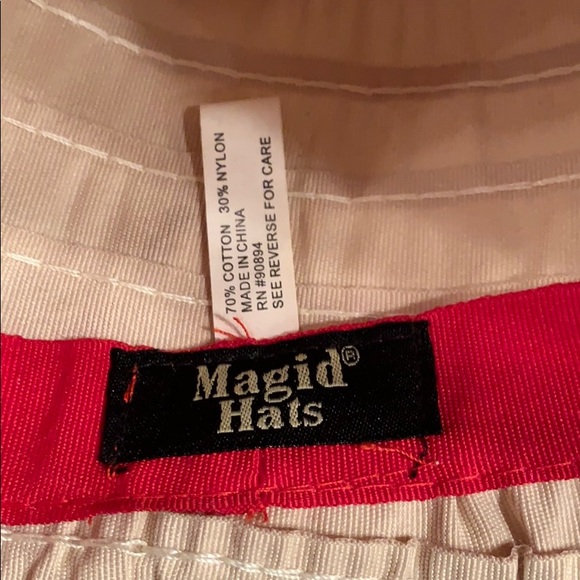 70% COTTON 30% NYLON
MADE IN CHINA
RN #90894
SEE REVERSE FOR CARE
Magid®
Hats